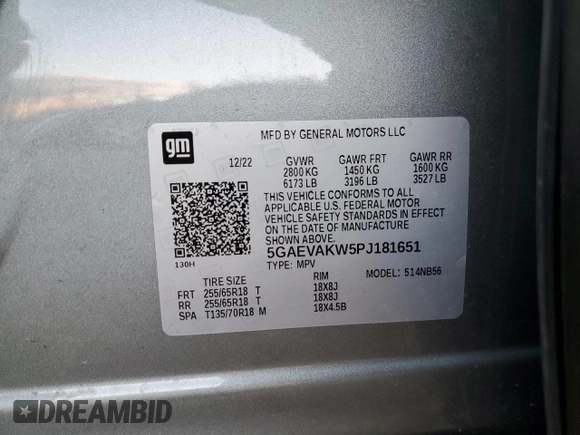 gm
MFD BY GENERAL MOTORS LLC
12/22 GVWR GAWR FRT GAWR RR
2800 KG 1450 KG 1600 KG
6173 LB 3196 LB 3527 LB
THIS VEHICLE CONFORMS TO ALL
APPLICABLE U.S. FEDERAL MOTOR
VEHICLE SAFETY STANDARDS IN EFFECT
ON THE DATE OF MANUFACTURE
SHOWN ABOVE.
130H
5GAEVAKW5PJ181651
TYPE: MPV
MODEL: 514NB56
TIRE SIZE RIM
FRT 255/65R18 T 18X8J
RR 255/65R18 T 18X8J
SPA T135/70R18 M 18X4.5B
DREAMBID